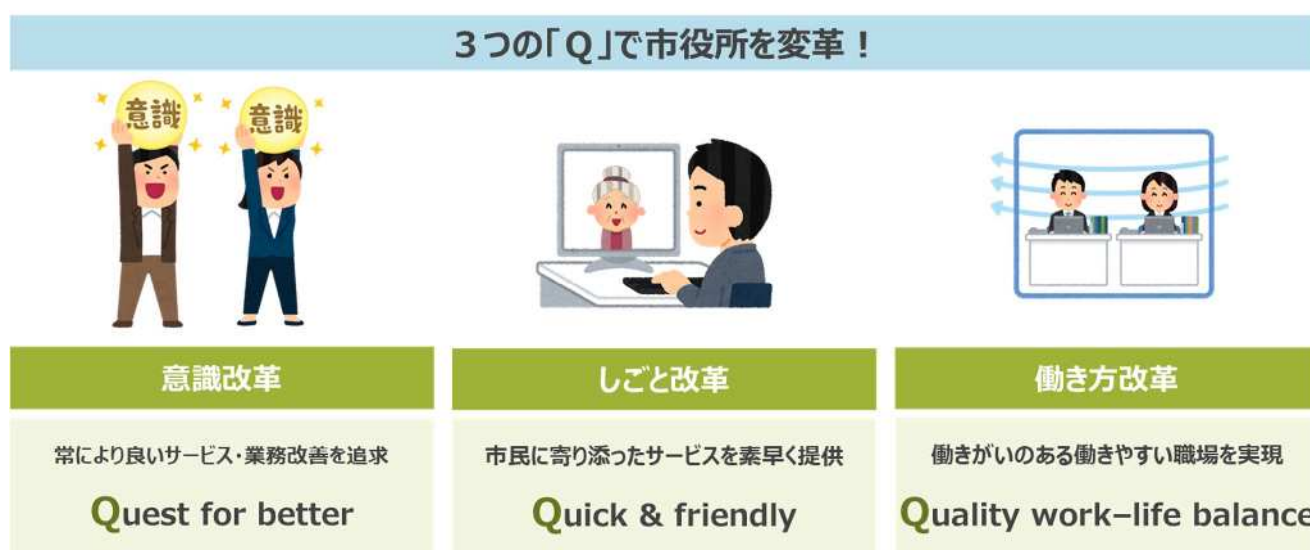 3つの「Q」で市役所を変革！
意識
意識
意識改革
常により良いサービス・業務改善を追求
Quest for better
しごと改革
市民に寄り添ったサービスを素早く提供
Quick & friendly
働き方改革
働きがいのある働きやすい職場を実現
Quality work–life balance